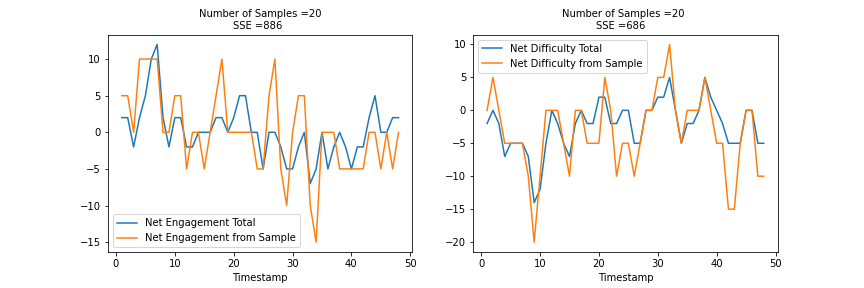 Number of Samples =20
SSE =886
10
5
0
−5
−10
−15
Net Engagement Total
Net Engagement from Sample
0 10 20 30 40 50
Timestamp
Number of Samples =20
SSE =686
Net Difficulty Total
Net Difficulty from Sample
10
5
0
−5
−10
−15
−20
0 10 20 30 40 50
Timestamp